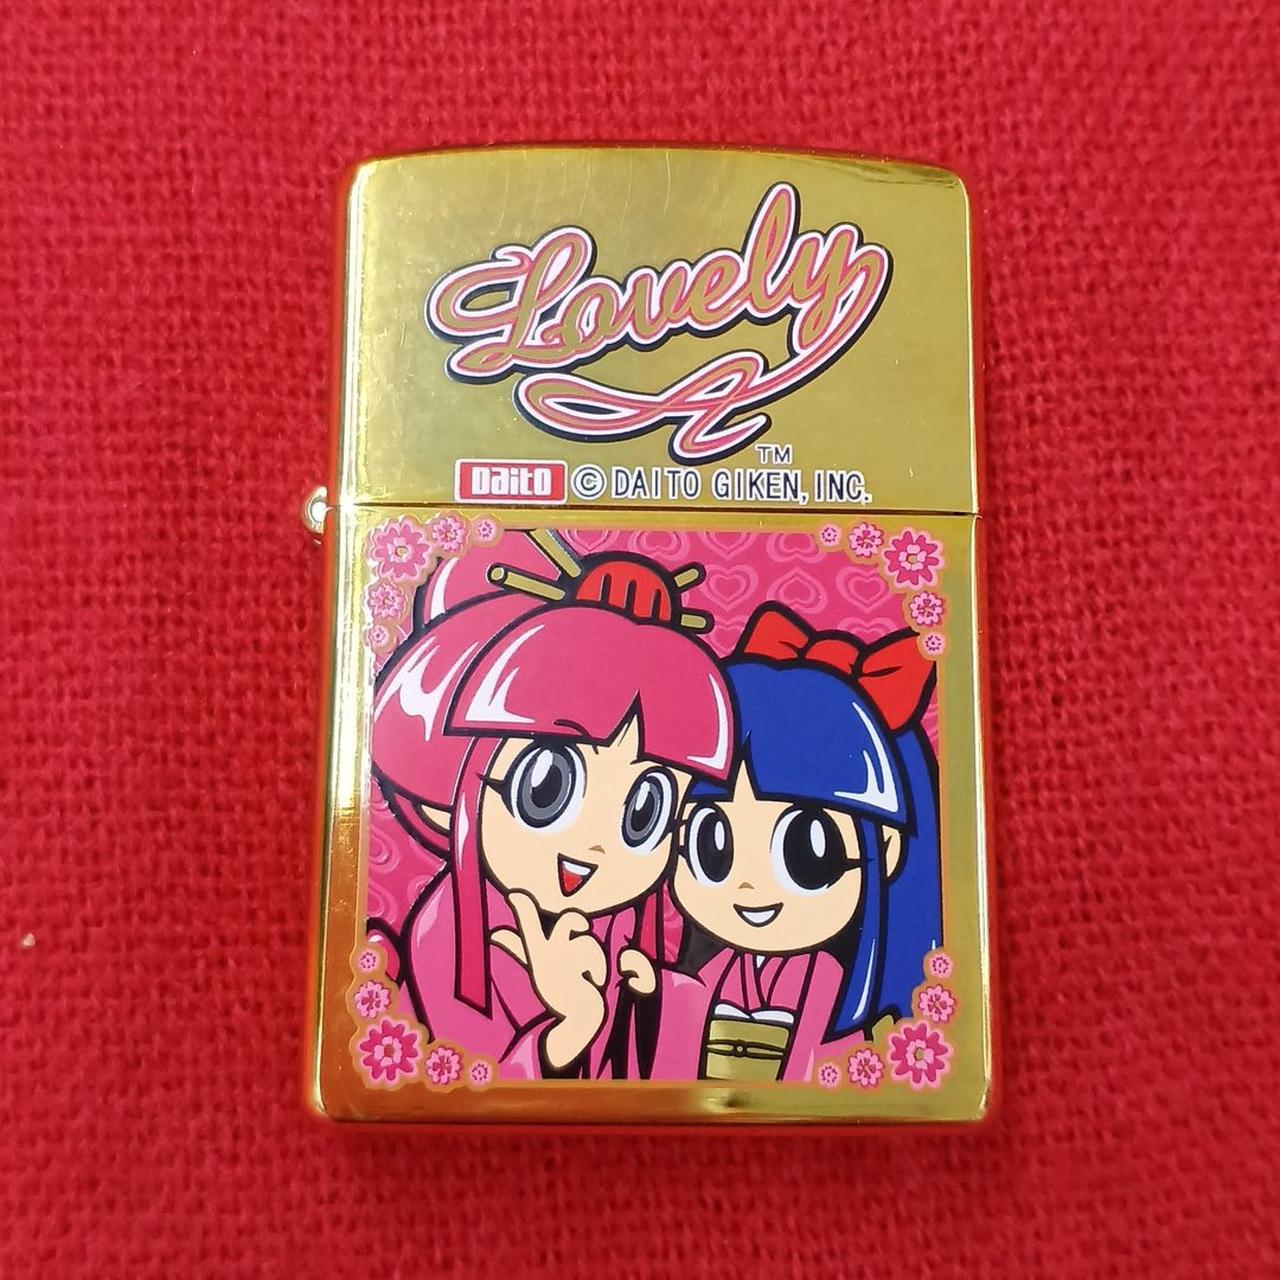 Lovely
A
TM
Daito © DAITO GIKEN, INC.